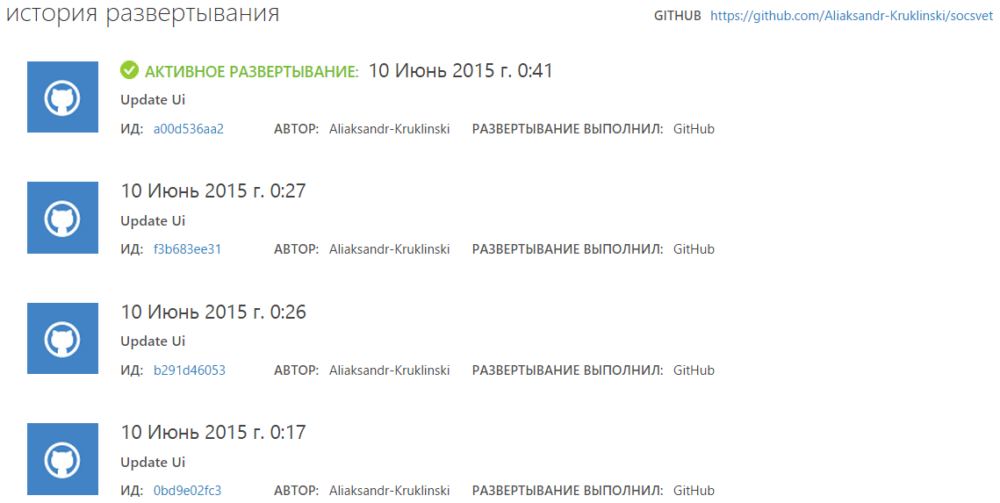 история развертывания
GITHUB https://github.com/Aliaksandr-Kruklinski/socsvet
АКТИВНОЕ РАЗВЕРТЫВАНИЕ: 10 Июнь 2015 г. 0:41
Update Ui
ИД: a00d536aa2 АВТОР: Aliaksandr-Kruklinski РАЗВЕРТЫВАНИЕ ВЫПОЛНИЛ: GitHub
10 Июнь 2015 г. 0:27
Update Ui
ИД: f3b683ee31 АВТОР: Aliaksandr-Kruklinski РАЗВЕРТЫВАНИЕ ВЫПОЛНИЛ: GitHub
10 Июнь 2015 г. 0:26
Update Ui
ИД: b291d46053 АВТОР: Aliaksandr-Kruklinski РАЗВЕРТЫВАНИЕ ВЫПОЛНИЛ: GitHub
10 Июнь 2015 г. 0:17
Update Ui
ИД: 0bd9e02fc3 АВТОР: Aliaksandr-Kruklinski РАЗВЕРТЫВАНИЕ ВЫПОЛНИЛ: GitHub